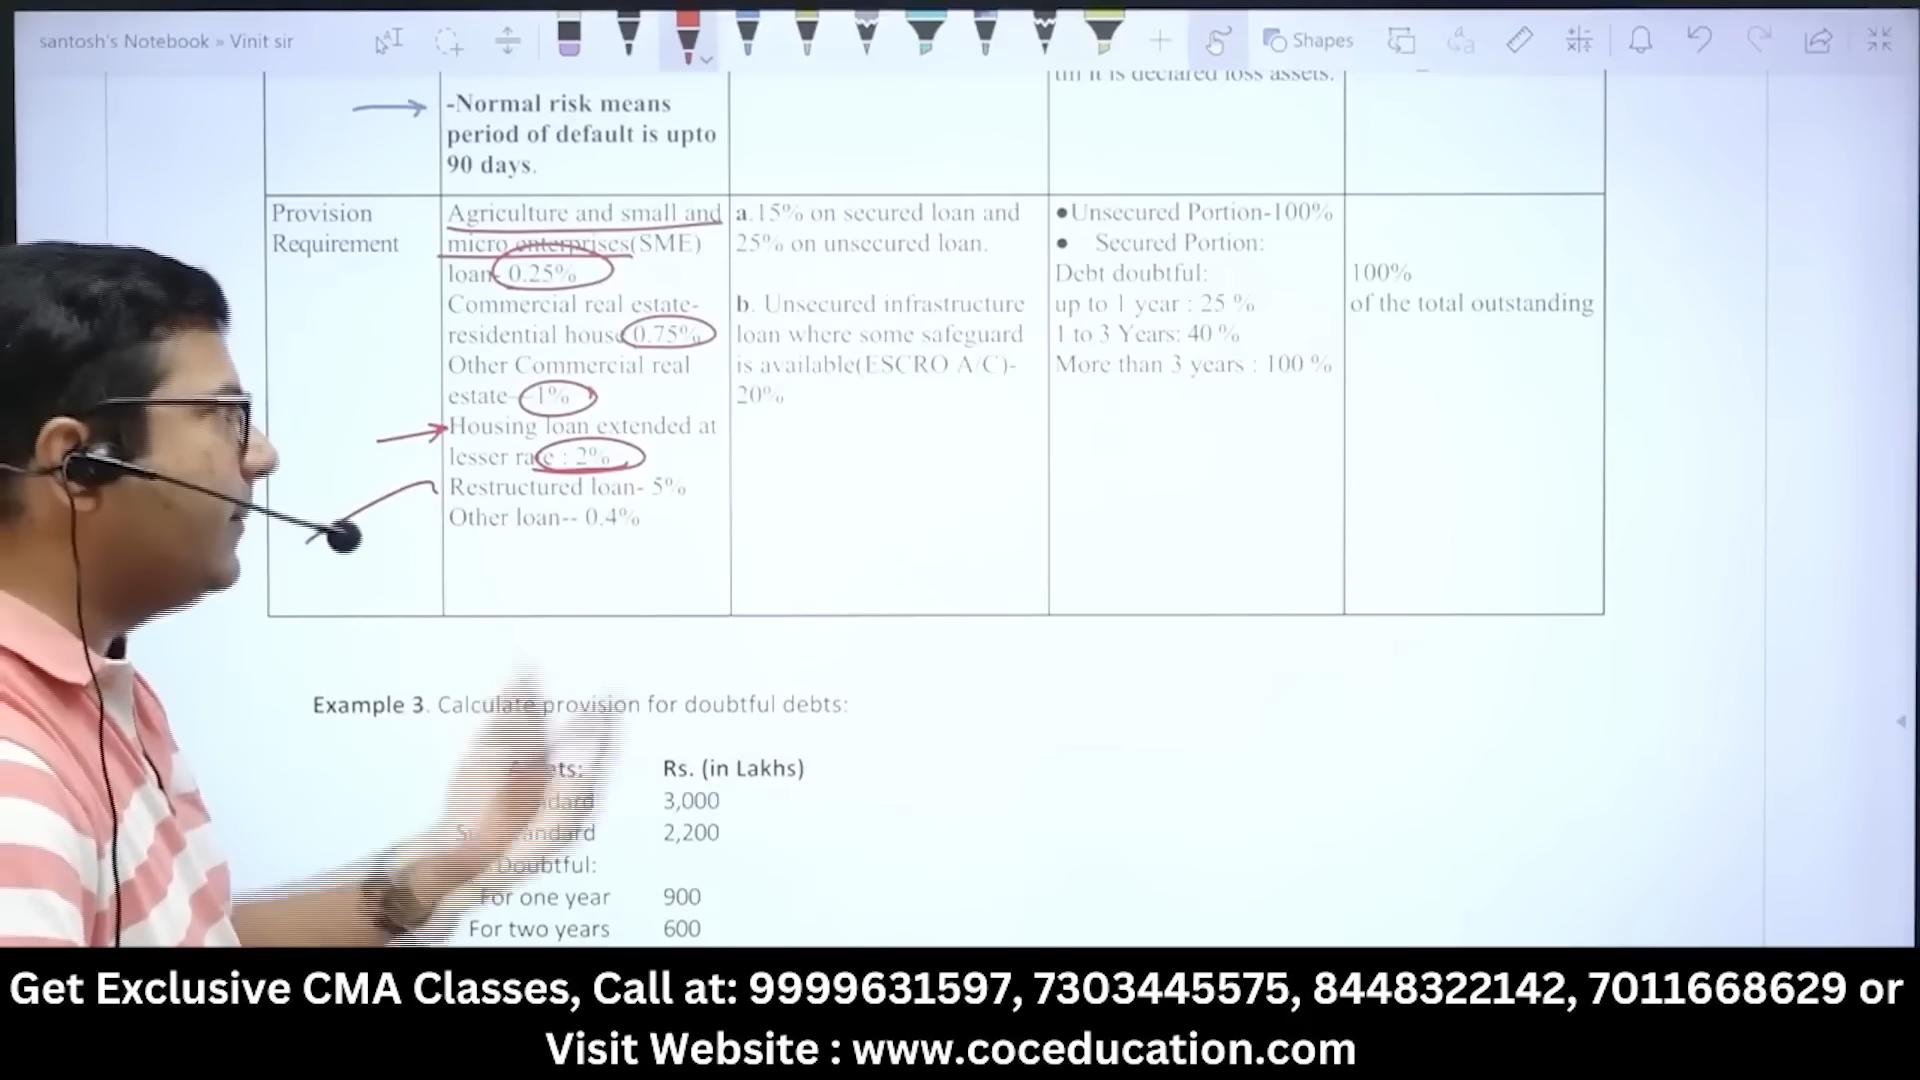 santosh's Notebook » Vinit sir
Shapes
till it is declared loss assets.
-Normal risk means
period of default is upto
90 days.
Provision
Requirement
Agriculture and small and
micro enterprises(SME)
loan- 0.25%
Commercial real estate-
residential house 0.75%
Other Commercial real
estate--1%
Housing loan extended at
lesser rate : 2%
Restructured loan- 5%
Other loan-- 0.4%
a.15% on secured loan and
25% on unsecured loan.
b. Unsecured infrastructure
loan where some safeguard
is available(ESCRO A/C)-
20%
●Unsecured Portion-100%
● Secured Portion:
Debt doubtful:
up to 1 year : 25 %
1 to 3 Years: 40 %
More than 3 years : 100 %
100%
of the total outstanding
Example 3. Calculate provision for doubtful debts:
Rs. (in Lakhs)
3,000
2,200
Doubtful:
For one year 900
For two years 600
Get Exclusive CMA Classes, Call at: 9999631597, 7303445575, 8448322142, 7011668629 or
Visit Website : www.coceducation.com